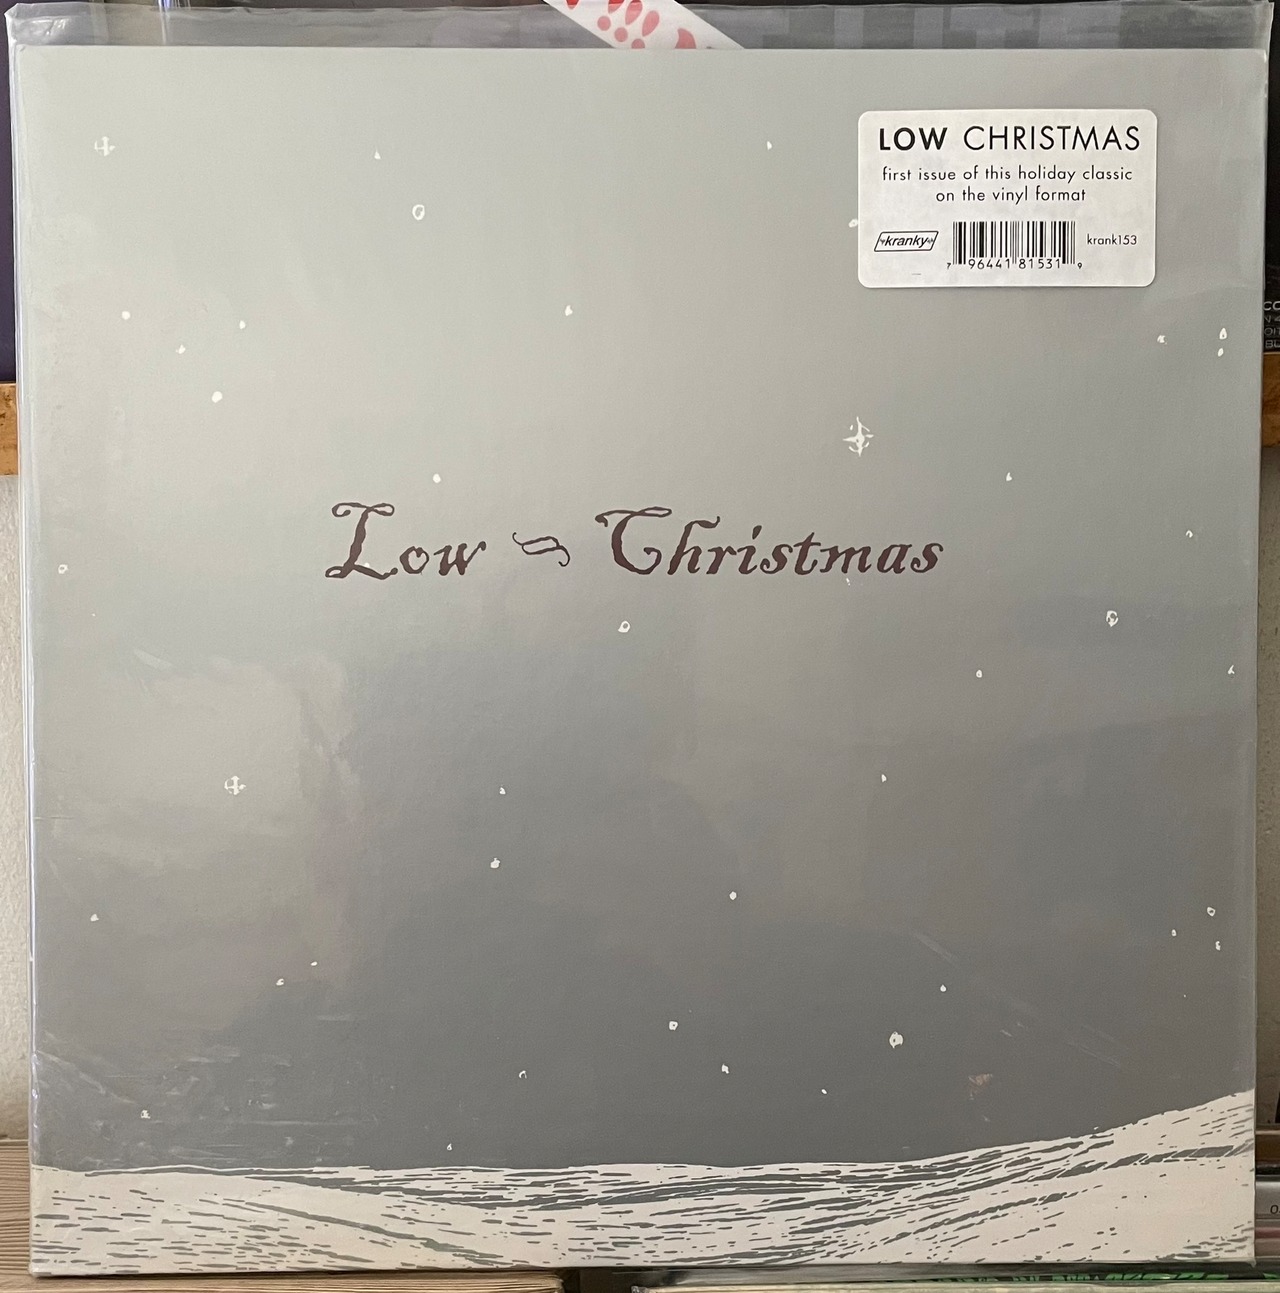 LOW CHRISTMAS
first issue of this holiday classic
on the vinyl format
kranky
krank153
7 96441 81531 9
Low ~ Christmas